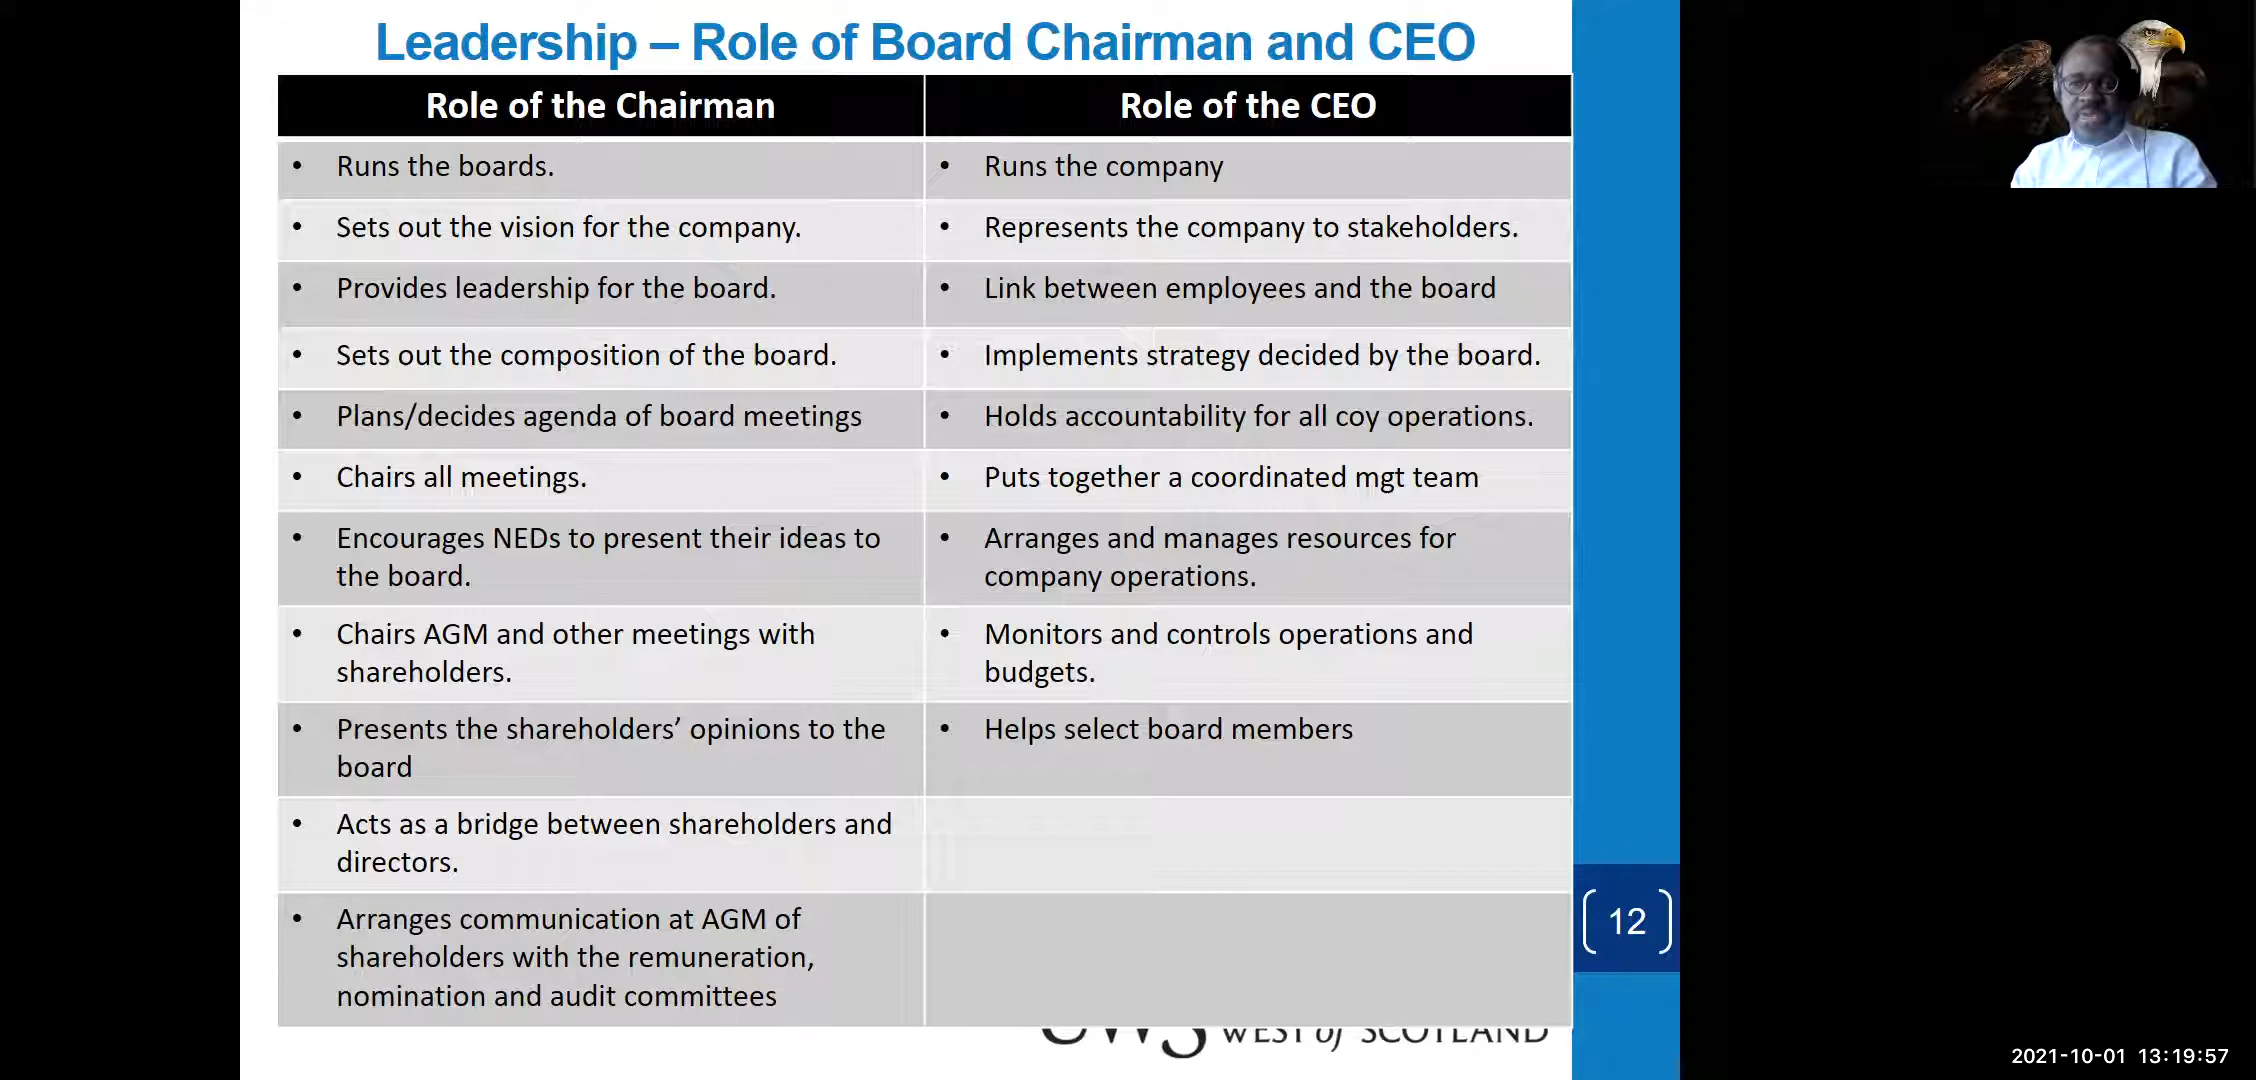 Leadership – Role of Board Chairman and CEO
Role of the Chairman
Role of the CEO
• Runs the boards.
• Runs the company
• Sets out the vision for the company.
• Represents the company to stakeholders.
• Provides leadership for the board.
• Link between employees and the board
• Sets out the composition of the board.
• Implements strategy decided by the board.
• Plans/decides agenda of board meetings
• Holds accountability for all coy operations.
• Chairs all meetings.
• Puts together a coordinated mgt team
• Encourages NEDs to present their ideas to
the board.
• Arranges and manages resources for
company operations.
• Chairs AGM and other meetings with
shareholders.
• Monitors and controls operations and
budgets.
• Presents the shareholders’ opinions to the
board
• Helps select board members
• Acts as a bridge between shareholders and
directors.
• Arranges communication at AGM of
shareholders with the remuneration,
nomination and audit committees
12
UWS WEST of SCOTLAND
2021-10-01 13:19:57